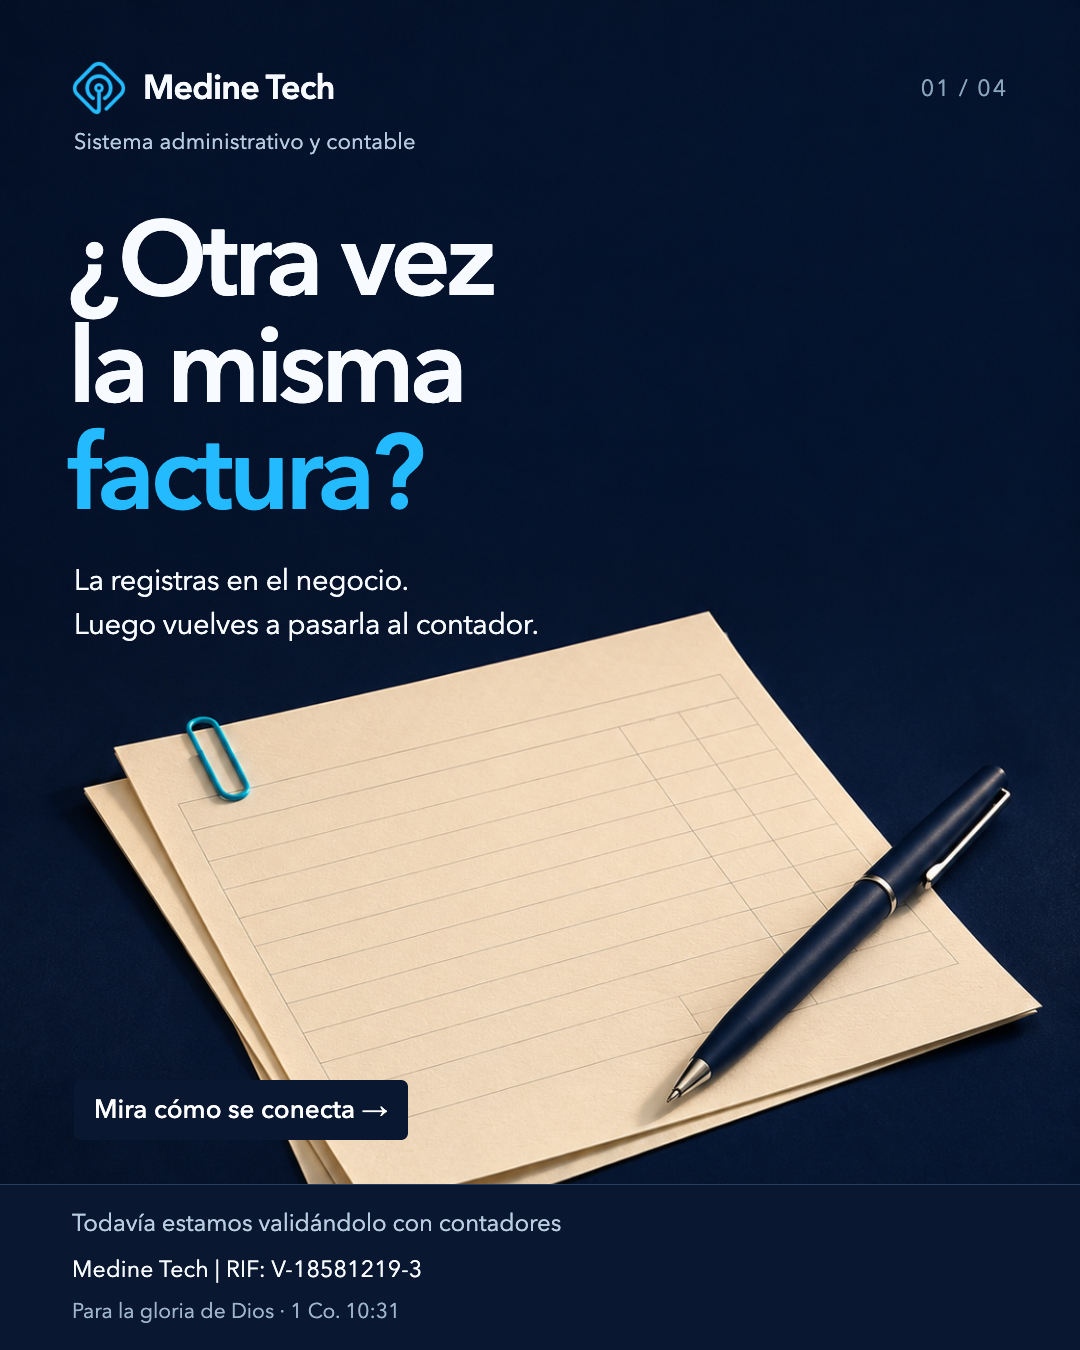 Medine Tech
01 / 04
Sistema administrativo y contable
¿Otra vez
la misma
factura?
La registras en el negocio.
Luego vuelves a pasarla al contador.
Mira cómo se conecta →
Todavía estamos validándolo con contadores
Medine Tech | RIF: V-18581219-3
Para la gloria de Dios · 1 Co. 10:31